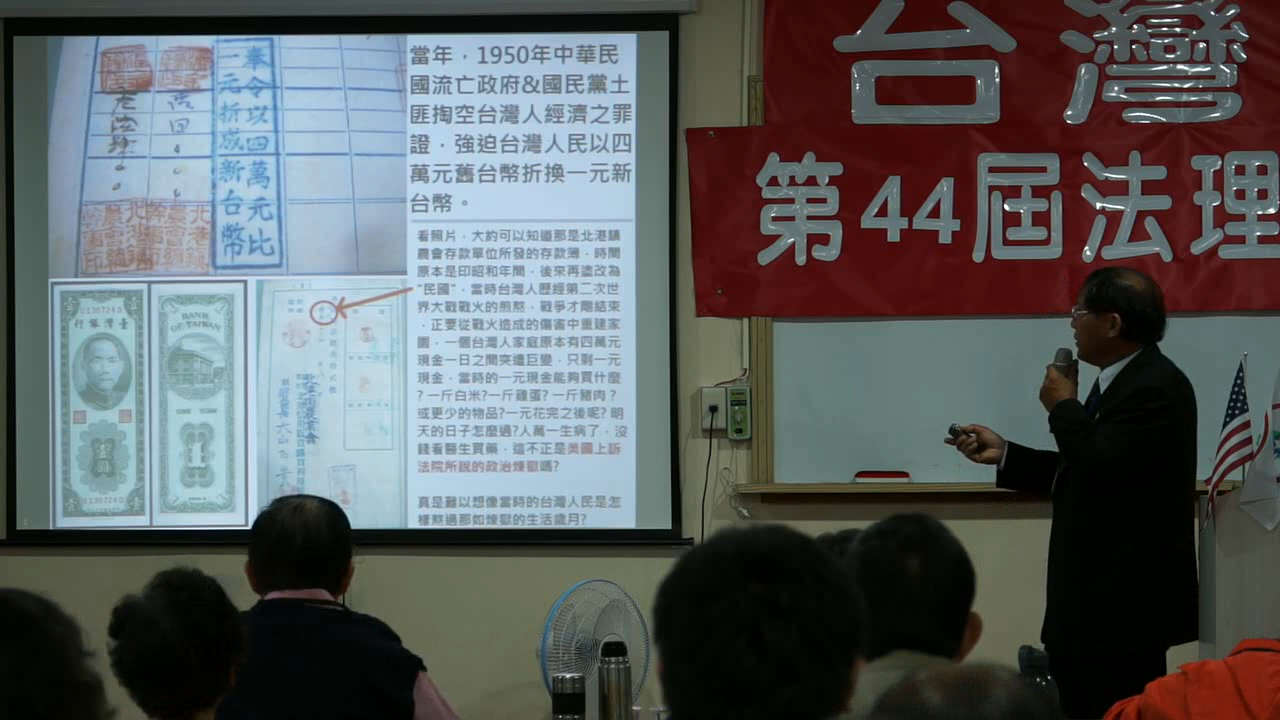 當年，1950年中華民
國流亡政府&國民黨土
匪掏空台灣人經濟之罪
證，強迫台灣人民以四
萬元舊台幣折換一元新
台幣。
看照片，大約可以知道那是北港鎮
農會存款單位所發的存款簿，時間
原本是印昭和年間，後來再塗改為
"民國"，當時台灣人歷經第二次世
界大戰戰火的煎熬，戰爭才剛結束
，正要從戰火造成的傷害中重建家
園，一個台灣人家庭原本有四萬元
現金一日之間突遭巨變，只剩一元
現金，當時的一元現金能夠買什麼
？一斤白米?一斤雞蛋? 一斤豬肉？
或更少的物品?一元花完之後呢? 明
天的日子怎麼過?人萬一生病了，沒
錢看醫生買藥，這不正是美國上訴
法院所說的政治煉獄嗎?
真是難以想像當時的台灣人民是怎
樣熬過那如煉獄的生活歲月?
奉令以四萬元比
一元折成新台幣
行銀灣臺
BANK
OF TAIWAN
ONE YUAN
1
台灣
第44屆法理